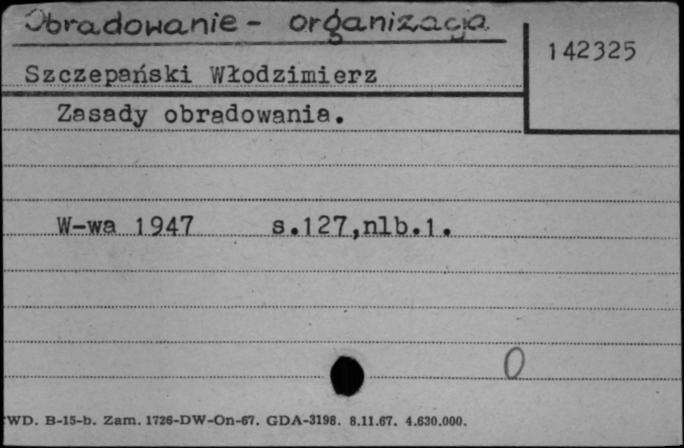 Obradowanie - organizacja
142325
Szczepański Włodzimierz
Zasady obradowania.
W-wa 1947 s.127,nlb.1.
0
WD. B-15-b. Zam. 1726-DW-On-67. GDA-3198. 8.11.67. 4.630.000.